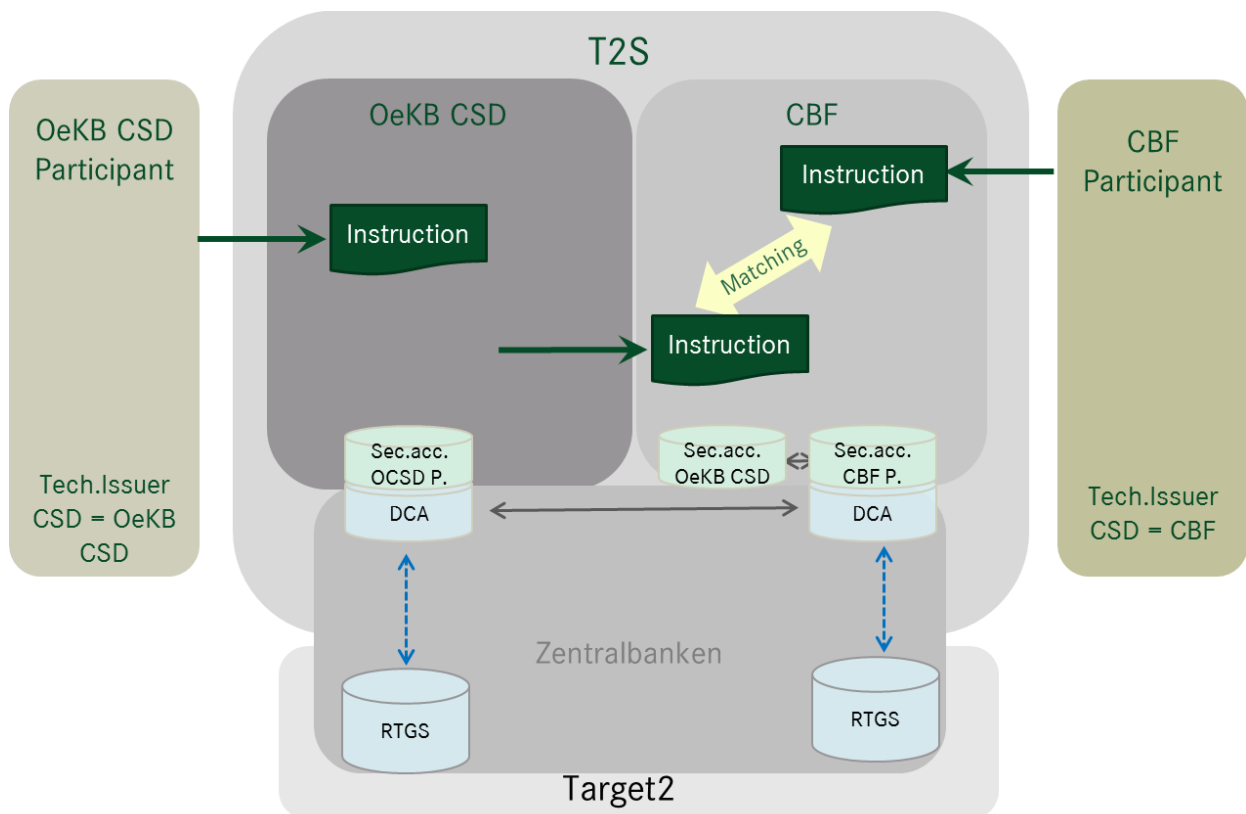 T2S
OeKB CSD
Participant
Tech.Issuer
CSD = OeKB
CSD
OeKB CSD
Instruction
CBF
Instruction
Matching
Instruction
CBF
Participant
Tech.Issuer
CSD = CBF
Sec.acc.
OCSD P.
DCA
Sec.acc.
OeKB CSD
Sec.acc.
CBF P.
DCA
Zentralbanken
RTGS
RTGS
Target2